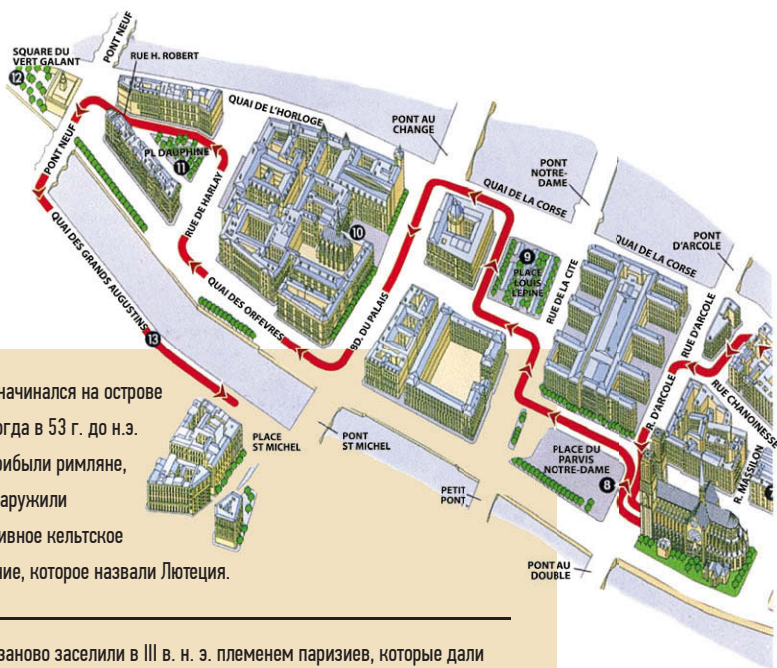 PONT NEUF
SQUARE DU
VERT GALANT
12
RUE H. ROBERT
QUAI DE L'HORLOGE
PONT AU
CHANGE
PONT NEUF
PL DAUPHINE
11
RUE DE HARLAY
10
PONT
NOTRE-
DAME
QUAI DE LA CORSE
PONT
D'ARCOLE
QUAI DE LA CORSE
9
PLACE
LOUIS
LEPINE
RUE DE LA CITE
QUAI DES GRANDS AUGUSTINS
13
QUAI DES ORFEVRES
BD. DU PALAIS
RUE D'ARCOLE
R. D'ARCOLE
RUE CHANOINESSE
R. MASSILON
PLACE DU
PARVIS
NOTRE-DAME
8
PLACE
ST MICHEL
PONT
ST MICHEL
PETIT
PONT
PONT AU
DOUBLE
начинался на острове
огда в 53 г. до н.э.
рибыли римляне,
аружили
ивное кельтское
ние, которое назвали Лютеция.
заново заселили в III в. н. э. племенем паризиев, которые дали